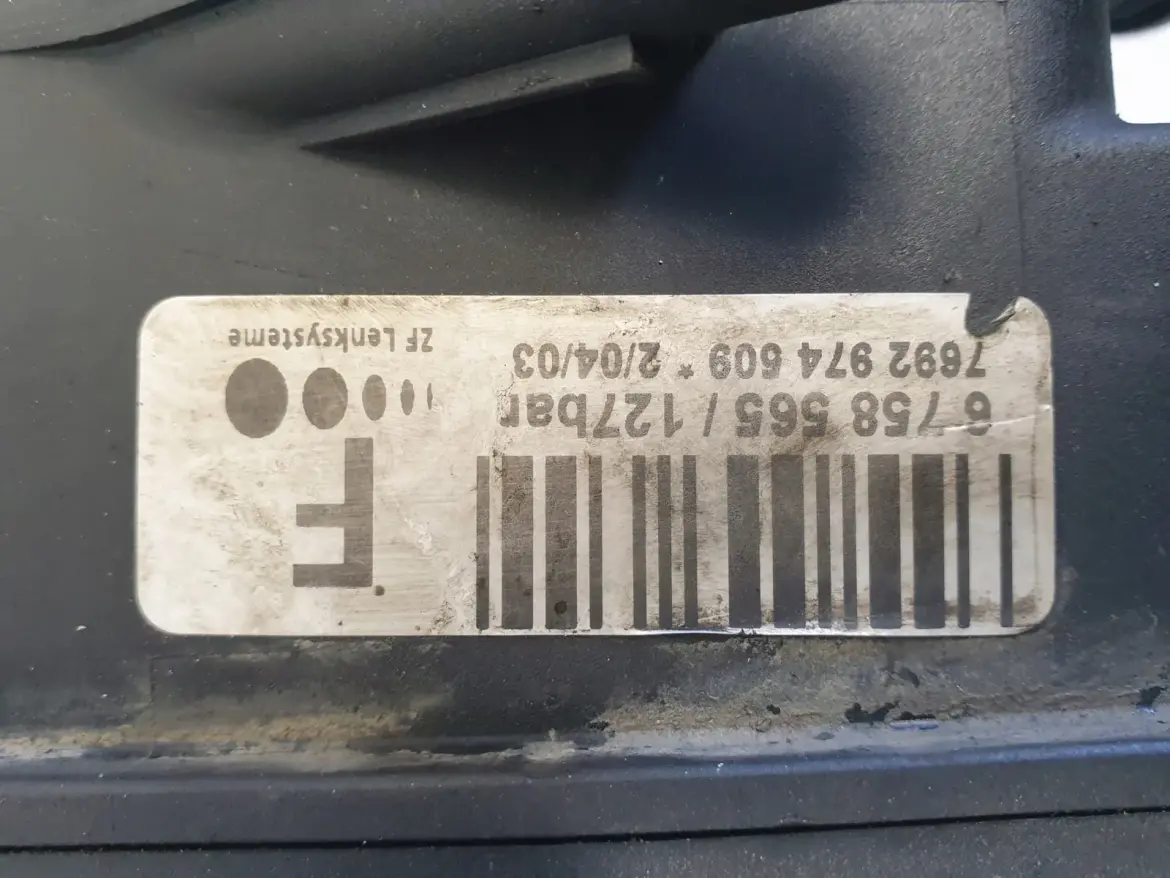 F
6 758 565 / 127bar
7692 974 609 * 2/04/03
ZF Lenksysteme